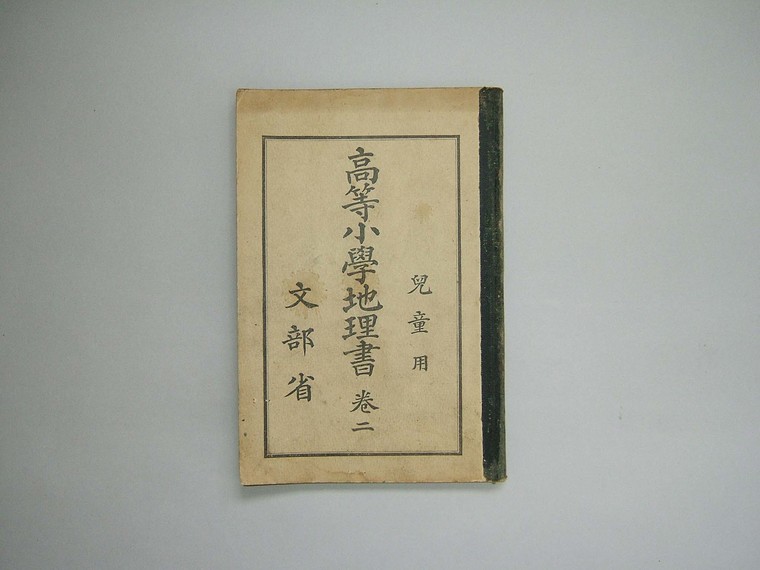 兒童用
高等小學地理書 卷二
文部省